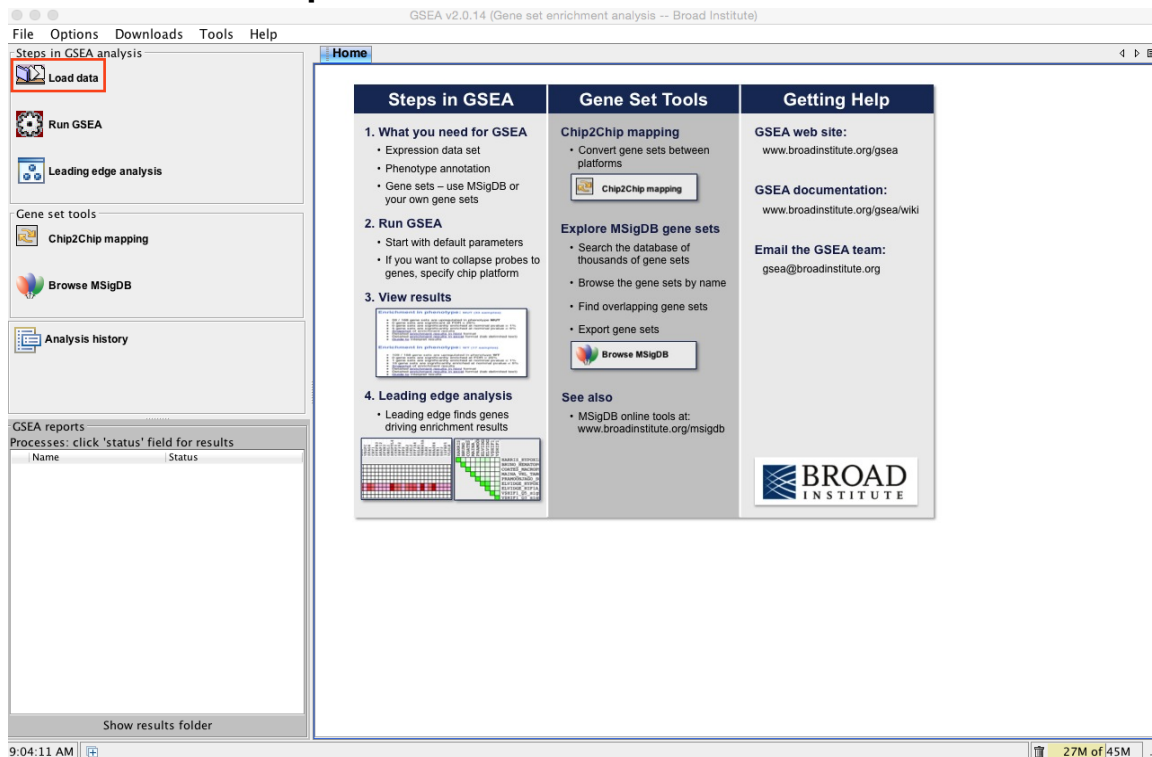 GSEA v2.0.14 (Gene set enrichment analysis -- Broad Institute)
File Options Downloads Tools Help
Steps in GSEA analysis
Load data
Run GSEA
Leading edge analysis
Gene set tools
Chip2Chip mapping
Browse MSigDB
Analysis history
GSEA reports
Processes: click 'status' field for results
Name Status
Show results folder
9:04:11 AM
Home
Steps in GSEA
1. What you need for GSEA
• Expression data set
• Phenotype annotation
• Gene sets – use MSigDB or
your own gene sets
2. Run GSEA
• Start with default parameters
• If you want to collapse probes to
genes, specify chip platform
3. View results
4. Leading edge analysis
• Leading edge finds genes
driving enrichment results
Gene Set Tools
Chip2Chip mapping
• Convert gene sets between
platforms
Chip2Chip mapping
Explore MSigDB gene sets
• Search the database of
thousands of gene sets
• Browse the gene sets by name
• Find overlapping gene sets
• Export gene sets
Browse MSigDB
See also
• MSigDB online tools at:
www.broadinstitute.org/msigdb
Getting Help
GSEA web site:
www.broadinstitute.org/gsea
GSEA documentation:
www.broadinstitute.org/gsea/wiki
Email the GSEA team:
gsea@broadinstitute.org
BROAD
INSTITUTE
27M of 45M